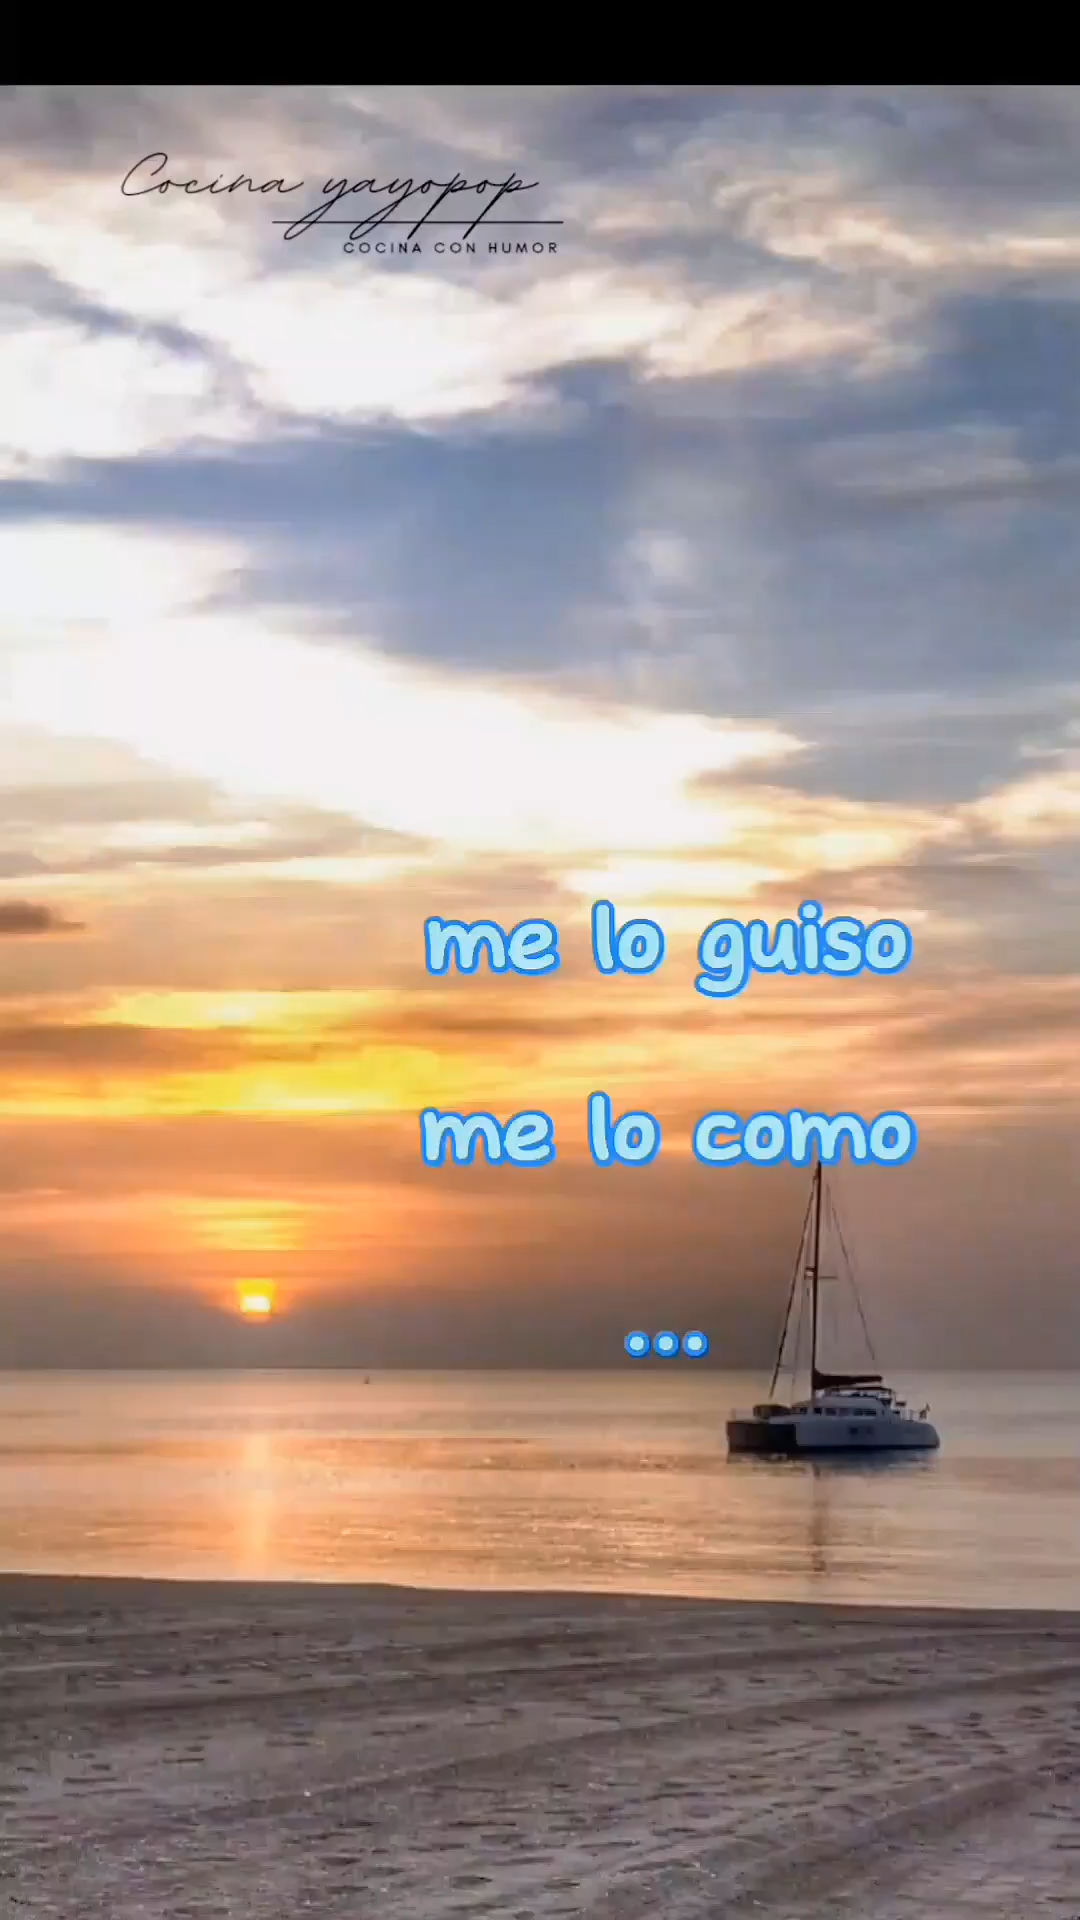 Cocina yayopop
COCINA CON HUMOR
me lo guiso
me lo como
...